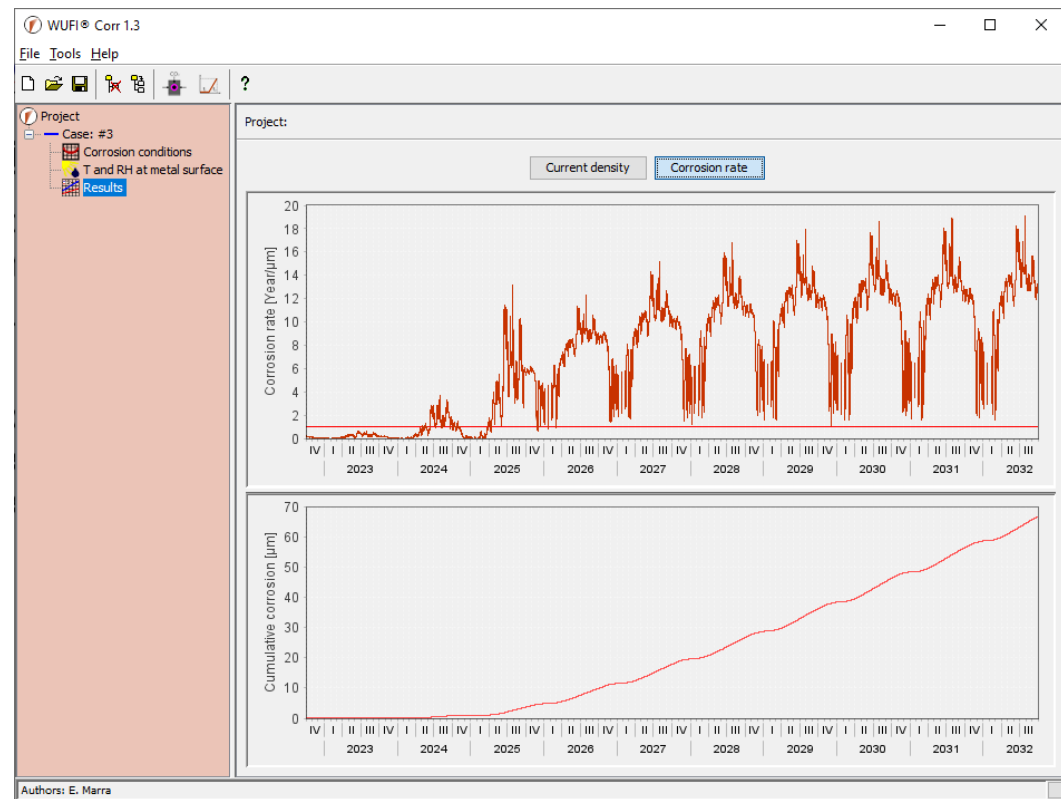 WUFI® Corr 1.3
File Tools Help
Project
Case: #3
Corrosion conditions
T and RH at metal surface
Results
Project:
Current density Corrosion rate
Corrosion rate [Year/µm]
20
18
16
14
12
10
8
6
4
2
0
IV I II III IV I II III IV I II III IV I II III IV I II III IV I II III IV I II III IV I II III IV I II III IV I II III
2023 2024 2025 2026 2027 2028 2029 2030 2031 2032
Cumulative corrosion [µm]
70
60
50
40
30
20
10
0
IV I II III IV I II III IV I II III IV I II III IV I II III IV I II III IV I II III IV I II III IV I II III IV I II III
2023 2024 2025 2026 2027 2028 2029 2030 2031 2032
Authors: E. Marra